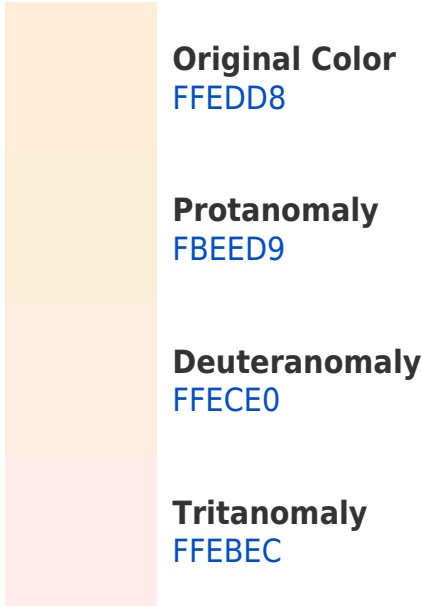 Original Color
FFEDD8
Protanomaly
FBEED9
Deuteranomaly
FFECE0
Tritanomaly
FFEBEC